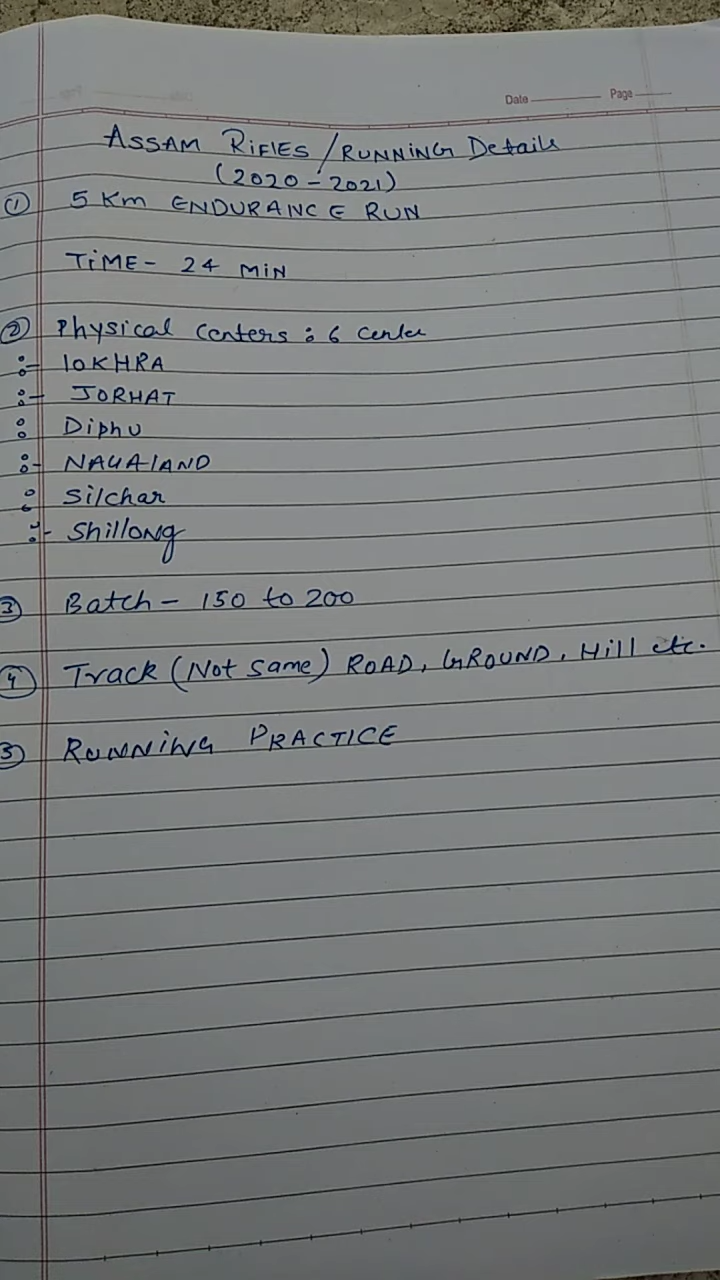 Date Page
ASSAM RIFLES / RUNNING Details
(2020-2021)
① 5 Km ENDURANCE RUN
TIME - 24 MIN
② Physical Centers : 6 Center
:- lOKHRA
:- JORHAT
: Diphu
:- NAGAlAND
: Silchar
:- Shillong
③ Batch - 150 to 200
④ Track (Not same) ROAD, GROUND, Hill etc.
⑤ RUNNING PRACTICE